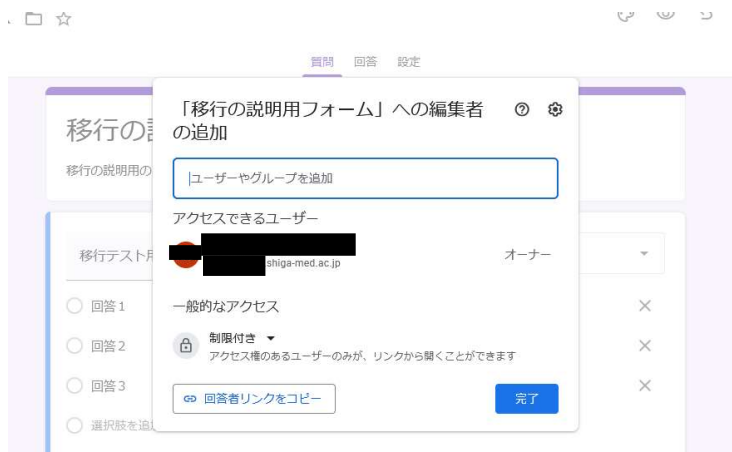 質問 回答 設定
「移行の説明用フォーム」への編集者
の追加
移行の
移行の説明用の
ユーザーやグループを追加
アクセスできるユーザー
shiga-med.ac.jp
オーナー
移行テスト
一般的なアクセス
回答 1
制限付き
アクセス権のあるユーザーのみが、リンクから開くことができます
回答 2
回答 3
回答者リンクをコピー
完了
選択肢を追